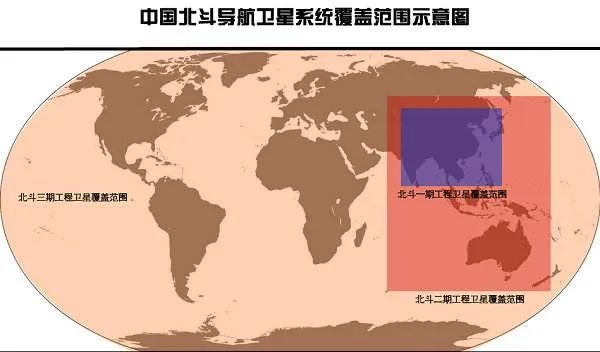 中国北斗导航卫星系统覆盖范围示意图
北斗三期工程卫星覆盖范围
北斗一期工程卫星覆盖范围
北斗二期工程卫星覆盖范围